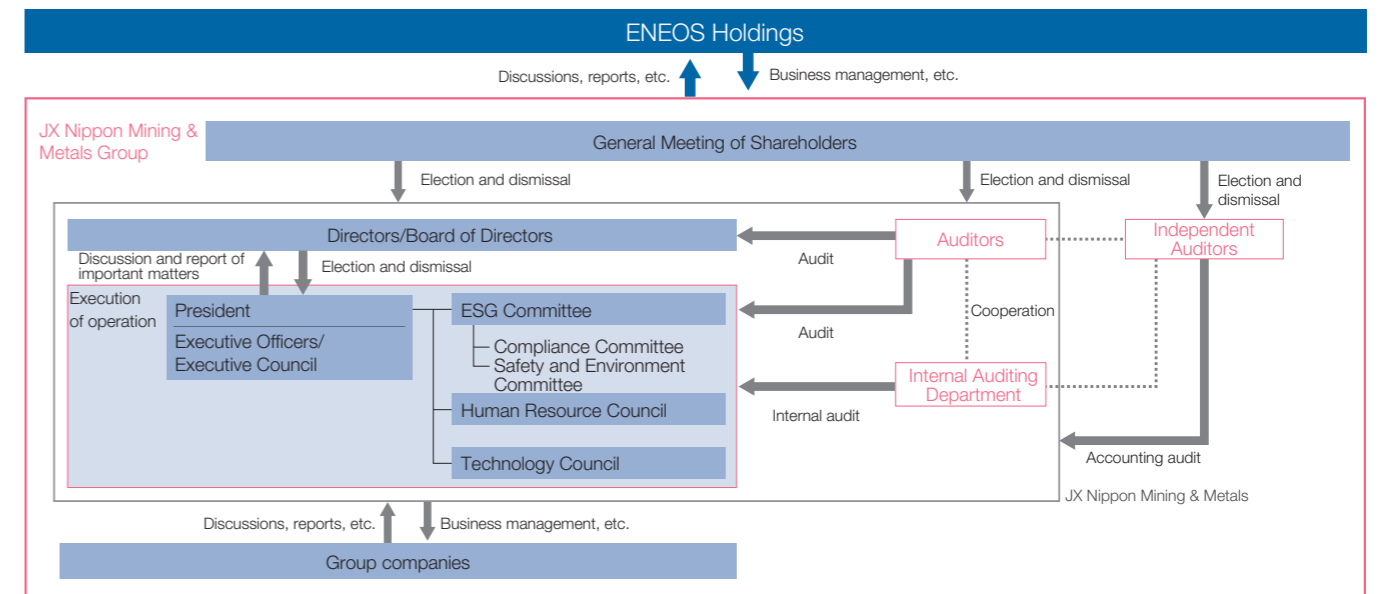 ENEOS Holdings
Discussions, reports, etc.
Business management, etc.
JX Nippon Mining &
Metals Group
General Meeting of Shareholders
Election and dismissal
Election and dismissal
Election and
dismissal
Directors/Board of Directors
Audit
Auditors
Independent
Auditors
Discussion and report of
important matters
Election and dismissal
Execution
of operation
President
Executive Officers/
Executive Council
ESG Committee
Compliance Committee
Safety and Environment
Committee
Human Resource Council
Technology Council
Audit
Cooperation
Internal Auditing
Department
Internal audit
Accounting audit
JX Nippon Mining & Metals
Discussions, reports, etc.
Business management, etc.
Group companies